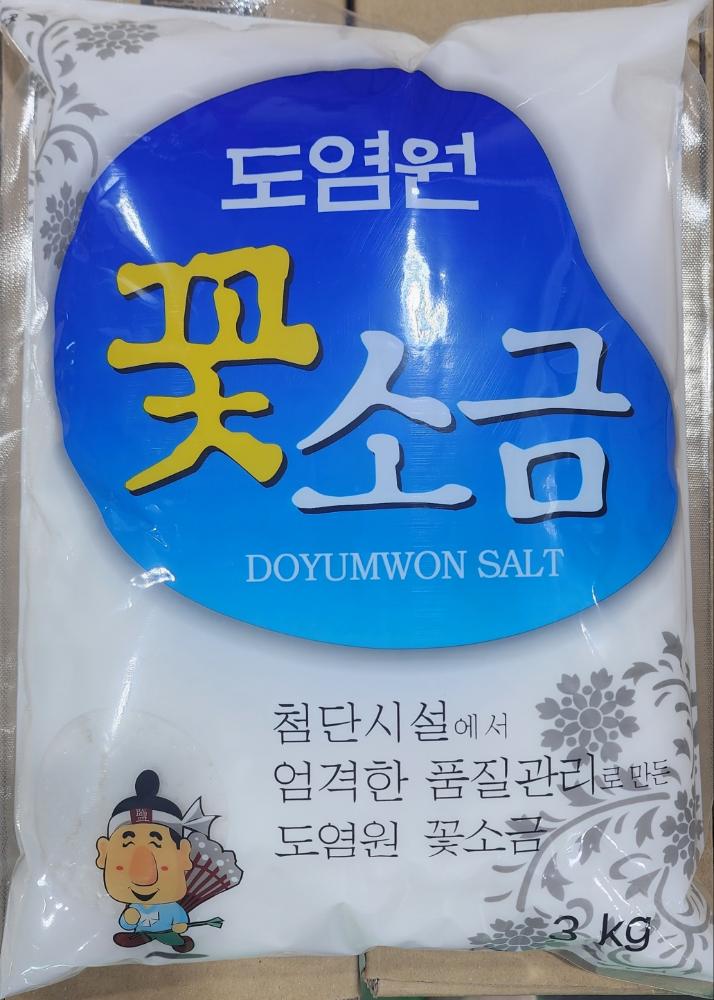 도염원
꽃소금
DOYUMWON SALT
첨단시설에서
엄격한 품질관리로 만든
도염원 꽃소금
鹽
3 kg